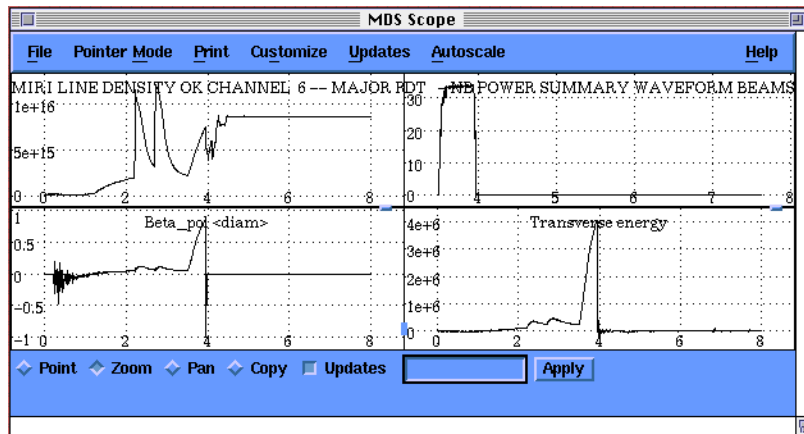 MDS Scope
File Pointer Mode Print Customize Updates Autoscale Help
MIRI LINE DENSITY OK CHANNEL 6 -- MAJOR RDT - NB POWER SUMMARY WAVEFORM BEAMS
1e+16
5e+15
0
0 2 4 6 8
30
20
10
0
4 5 6 7 8
Beta_pol <diam>
1
0.5
0
-0.5
-1
0 2 4 6 8
Transverse energy
4e+6
3e+6
2e+6
1e+6
0
0 2 4 6 8
Point Zoom Pan Copy Updates Apply